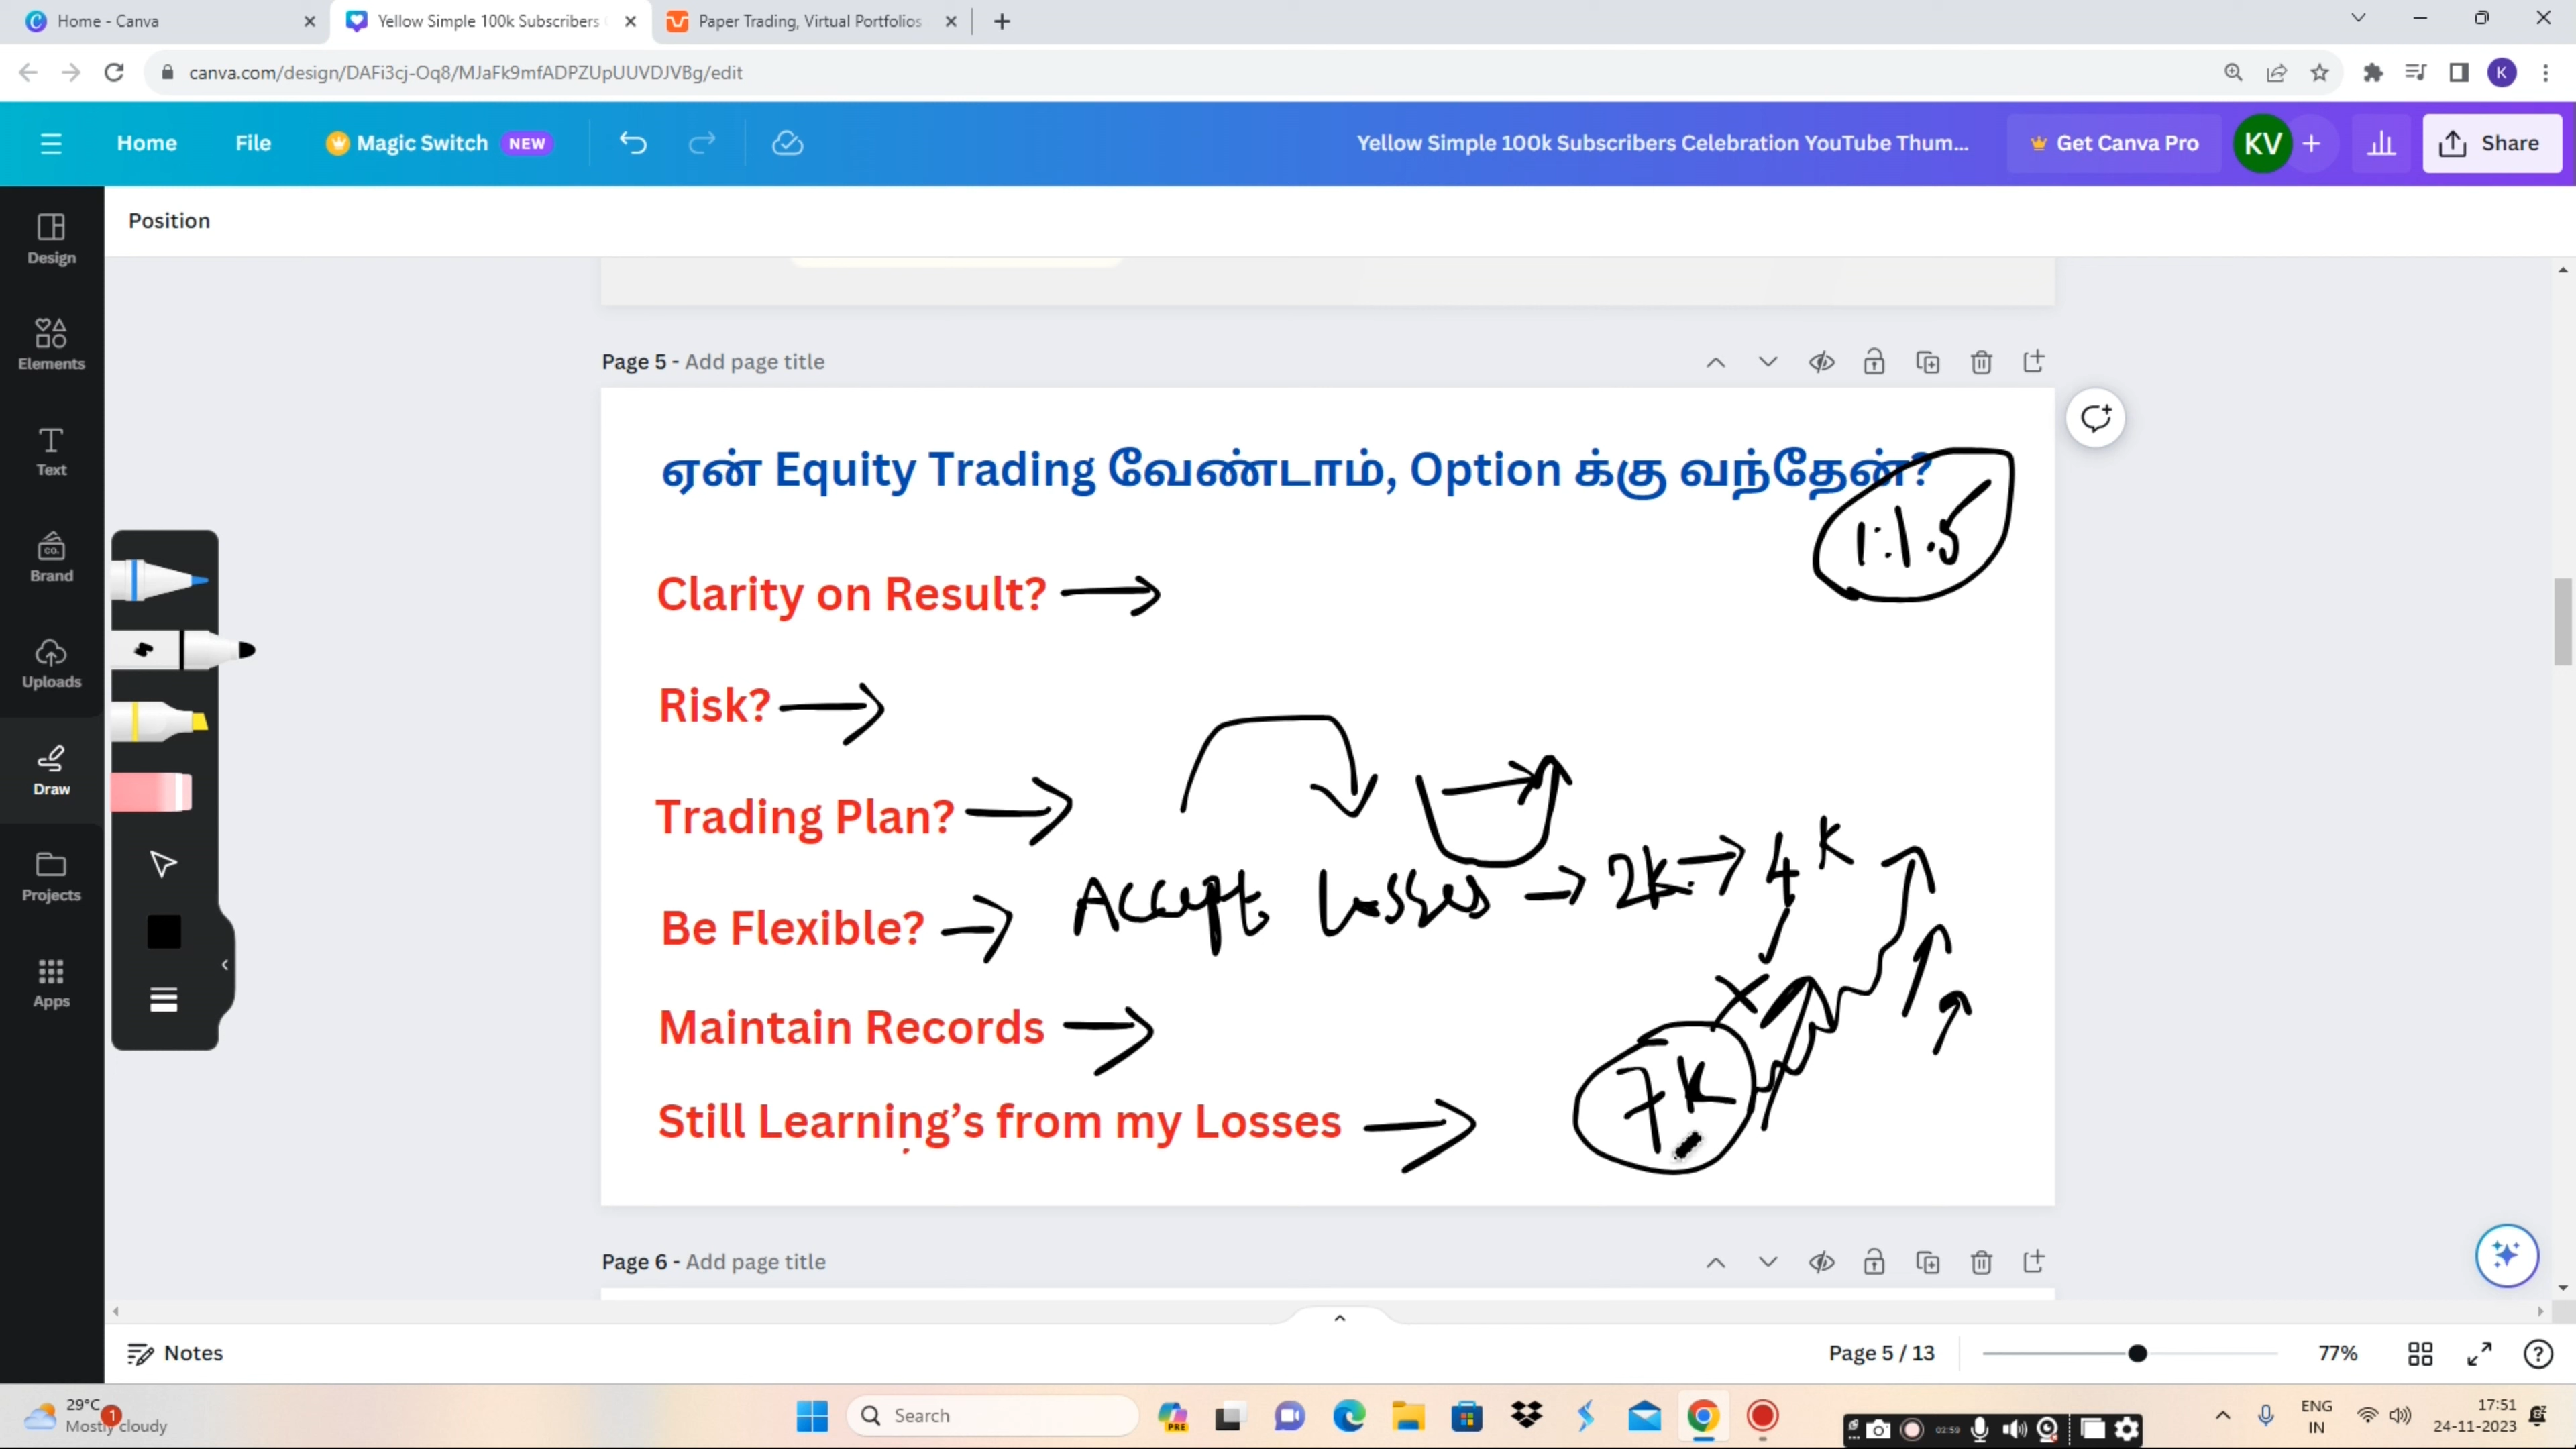 Home - Canva
Yellow Simple 100k Subscribers
Paper Trading, Virtual Portfolios
canva.com/design/DAFi3cj-Oq8/MJaFk9mfADPZUpUUVDJVBg/edit
K
Home File Magic Switch NEW
Yellow Simple 100k Subscribers Celebration YouTube Thum...
Get Canva Pro
KV
Share
Position
Design
Elements
Text
CO.
Brand
Uploads
Draw
Projects
Apps
Page 5 - Add page title
ஏன் Equity Trading வேண்டாம், Option க்கு வந்தேன்?
1:1.5
Clarity on Result?
Risk?
Trading Plan?
Be Flexible? Accept Losses 2k 4k
Maintain Records
7k
Still Learning's from my Losses
Page 6 - Add page title
Notes
Page 5 / 13
77%
29°C
1
Mostly cloudy
Search
PRE
02:59
ENG
IN
17:51
24-11-2023